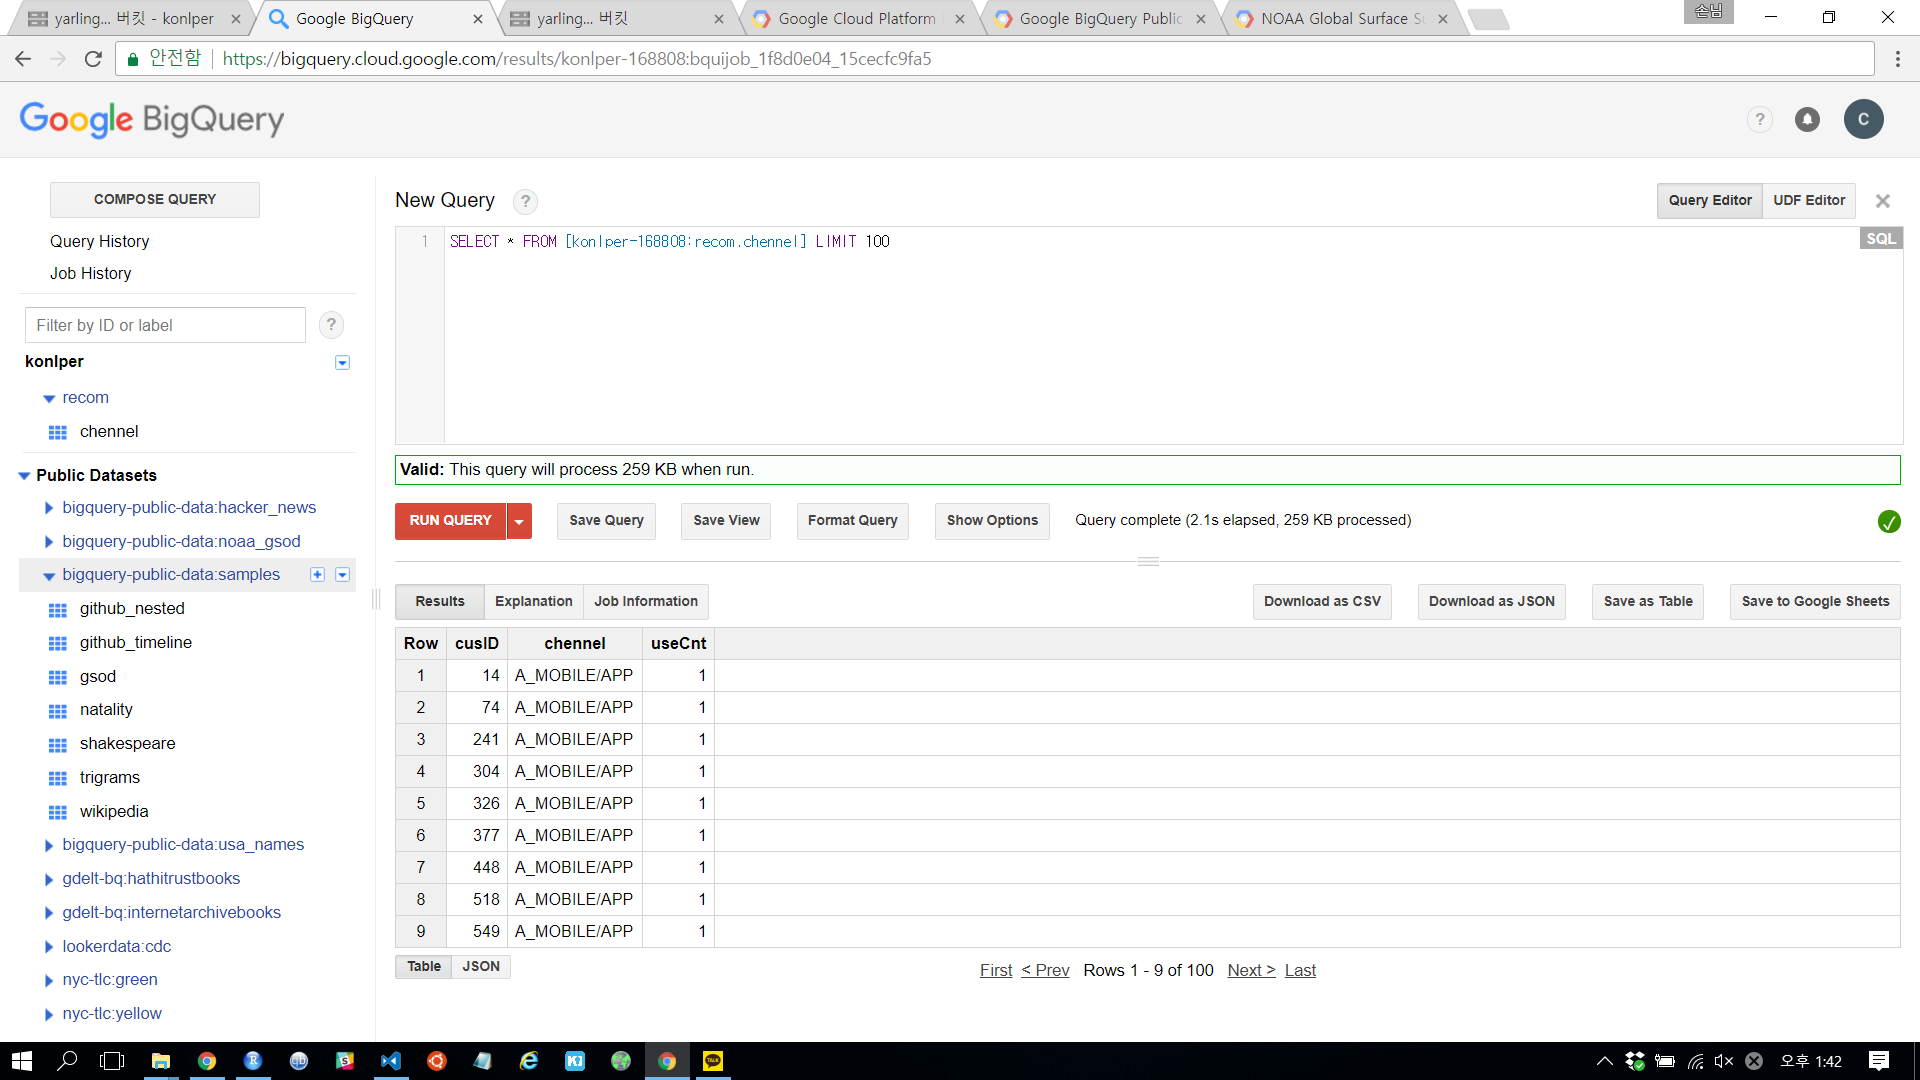 yarling... 버킷 - konlper
Google BigQuery
yarling... 버킷
Google Cloud Platform
Google BigQuery Public
NOAA Global Surface Su
손님
안전함
https://bigquery.cloud.google.com/results/konlper-168808:bquijob_1f8d0e04_15cecfc9fa5
Google BigQuery
?
C
COMPOSE QUERY
Query History
Job History
Filter by ID or label
?
konlper
recom
chennel
Public Datasets
bigquery-public-data:hacker_news
bigquery-public-data:noaa_gsod
bigquery-public-data:samples
github_nested
github_timeline
gsod
natality
shakespeare
trigrams
wikipedia
bigquery-public-data:usa_names
gdelt-bq:hathitrustbooks
gdelt-bq:internetarchivebooks
lookerdata:cdc
nyc-tlc:green
nyc-tlc:yellow
New Query ?
Query Editor UDF Editor
1 SELECT * FROM [konlper-168808:recom.chennel] LIMIT 100
SQL
Valid: This query will process 259 KB when run.
RUN QUERY Save Query Save View Format Query Show Options Query complete (2.1s elapsed, 259 KB processed)
Results Explanation Job Information Download as CSV Download as JSON Save as Table Save to Google Sheets
Row cusID chennel useCnt
1 14 A_MOBILE/APP 1
2 74 A_MOBILE/APP 1
3 241 A_MOBILE/APP 1
4 304 A_MOBILE/APP 1
5 326 A_MOBILE/APP 1
6 377 A_MOBILE/APP 1
7 448 A_MOBILE/APP 1
8 518 A_MOBILE/APP 1
9 549 A_MOBILE/APP 1
Table JSON First < Prev Rows 1 - 9 of 100 Next > Last
TALK
오후 1:42